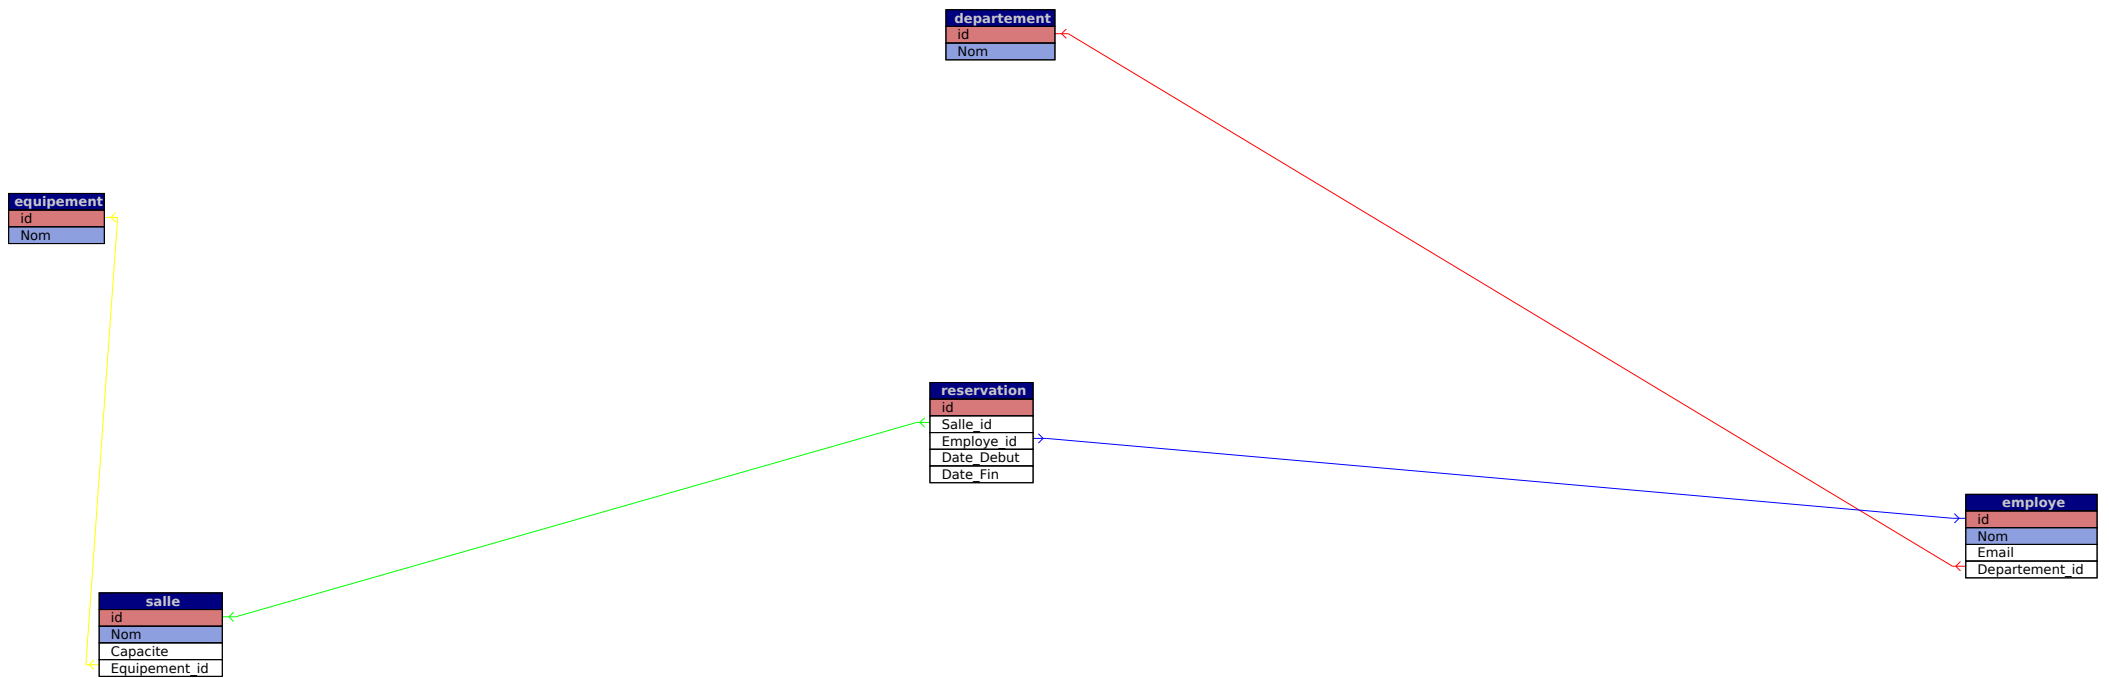 departement
id
Nom
equipement
id
Nom
reservation
id
Salle_id
Employe_id
Date_Debut
Date_Fin
employe
id
Nom
Email
Departement_id
salle
id
Nom
Capacite
Equipement_id